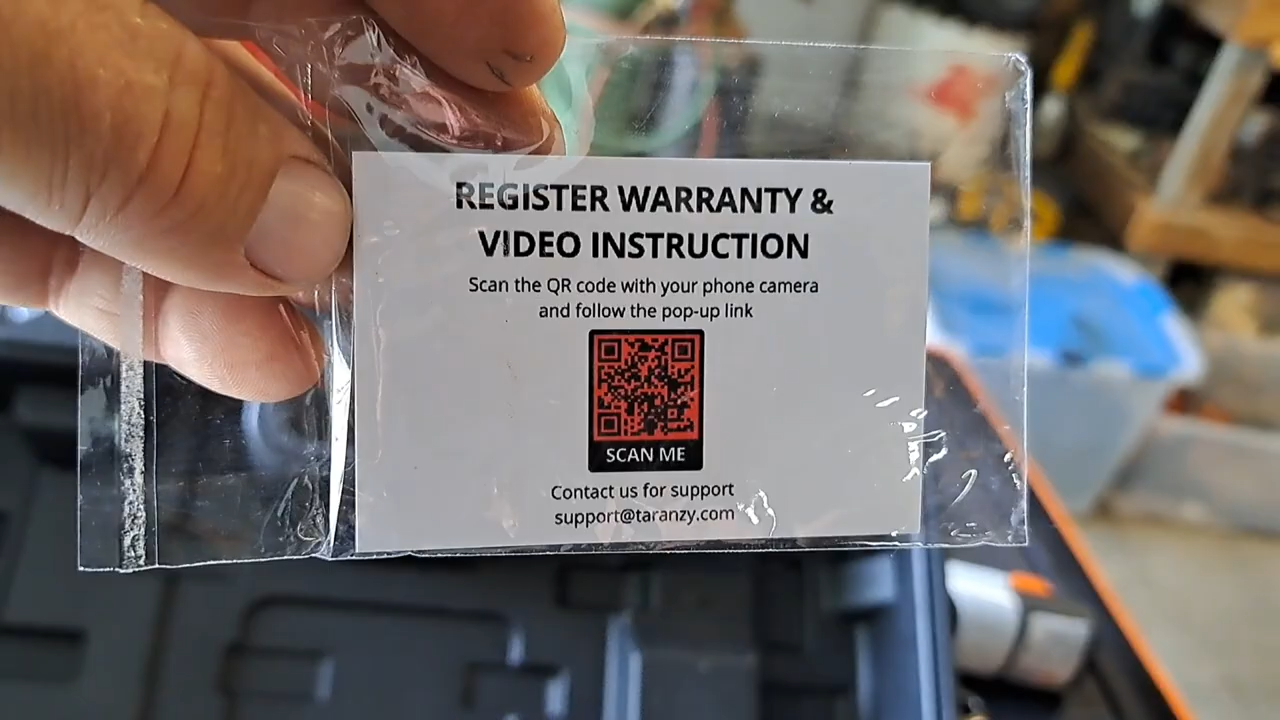 REGISTER WARRANTY &
VIDEO INSTRUCTION
Scan the QR code with your phone camera
and follow the pop-up link
SCAN ME
Contact us for support
support@taranzy.com